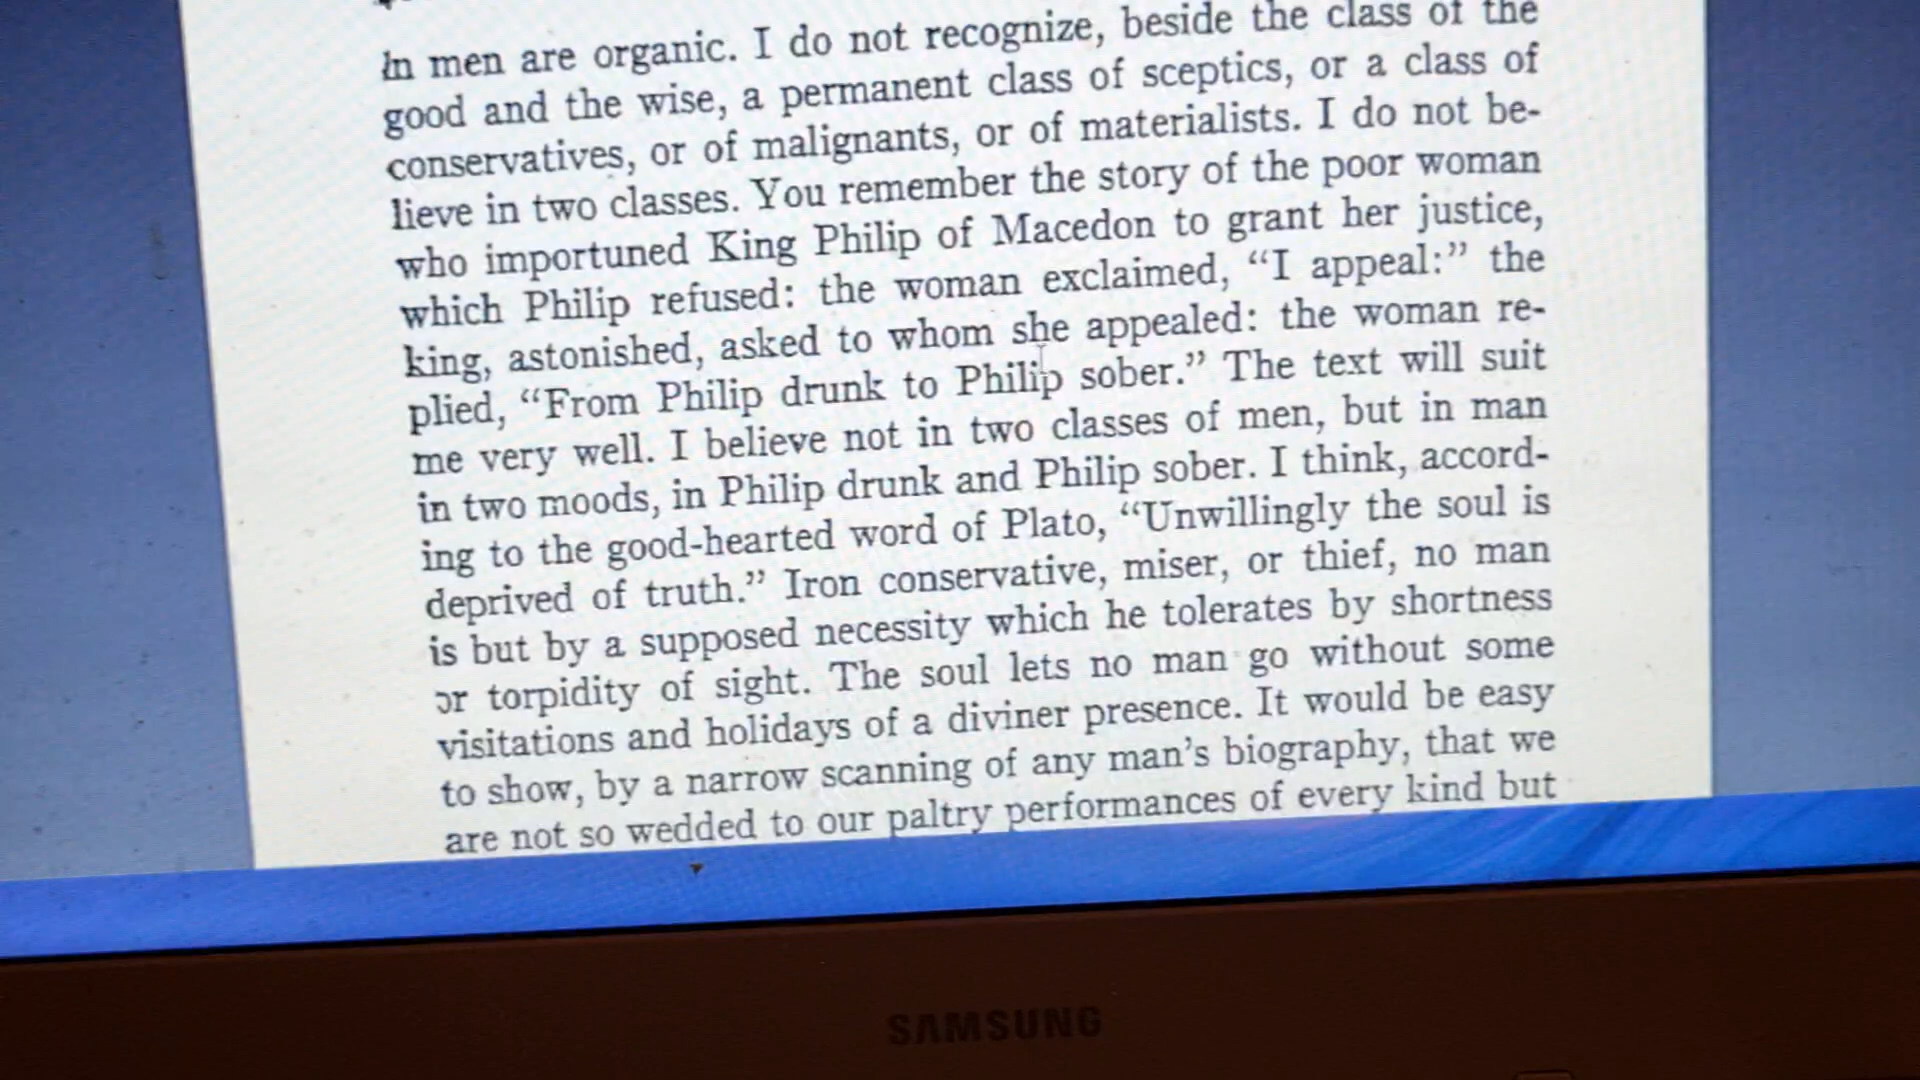 in men are organic. I do not recognize, beside the class of the
good and the wise, a permanent class of sceptics, or a class of
conservatives, or of malignants, or of materialists. I do not be-
lieve in two classes. You remember the story of the poor woman
who importuned King Philip of Macedon to grant her justice,
which Philip refused: the woman exclaimed, “I appeal:” the
king, astonished, asked to whom she appealed: the woman re-
plied, “From Philip drunk to Philip sober.” The text will suit
me very well. I believe not in two classes of men, but in man
in two moods, in Philip drunk and Philip sober. I think, accord-
ing to the good-hearted word of Plato, “Unwillingly the soul is
deprived of truth.” Iron conservative, miser, or thief, no man
is but by a supposed necessity which he tolerates by shortness
or torpidity of sight. The soul lets no man go without some
visitations and holidays of a diviner presence. It would be easy
to show, by a narrow scanning of any man’s biography, that we
are not so wedded to our paltry performances of every kind but
SAMSUNG